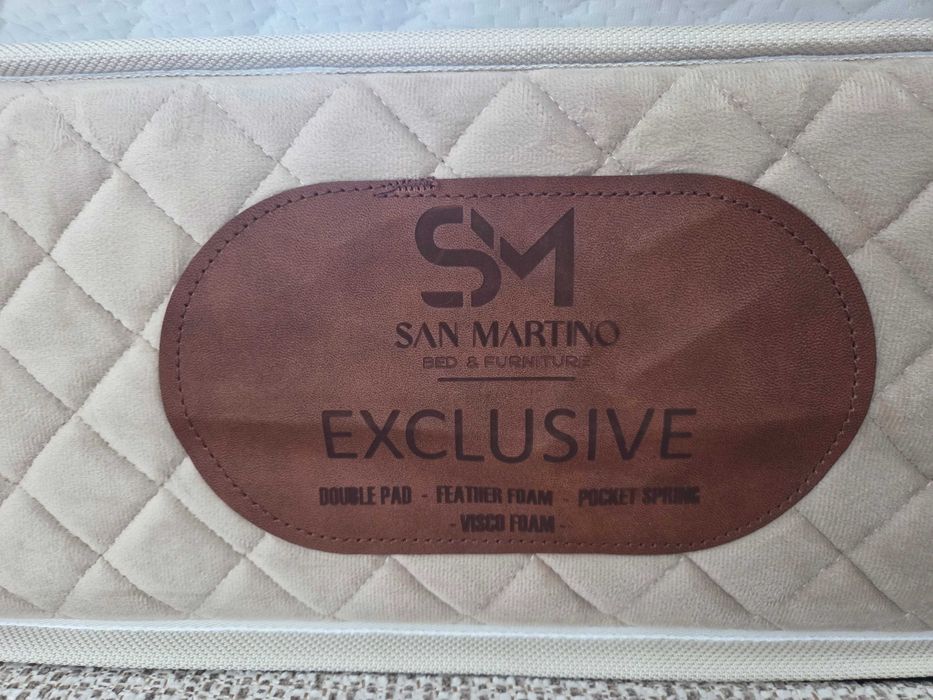 SM
SAN MARTINO
BED & FURNITURE
EXCLUSIVE
DOUBLE PAD - FEATHER FOAM - POCKET SPRING
- VISCO FOAM -